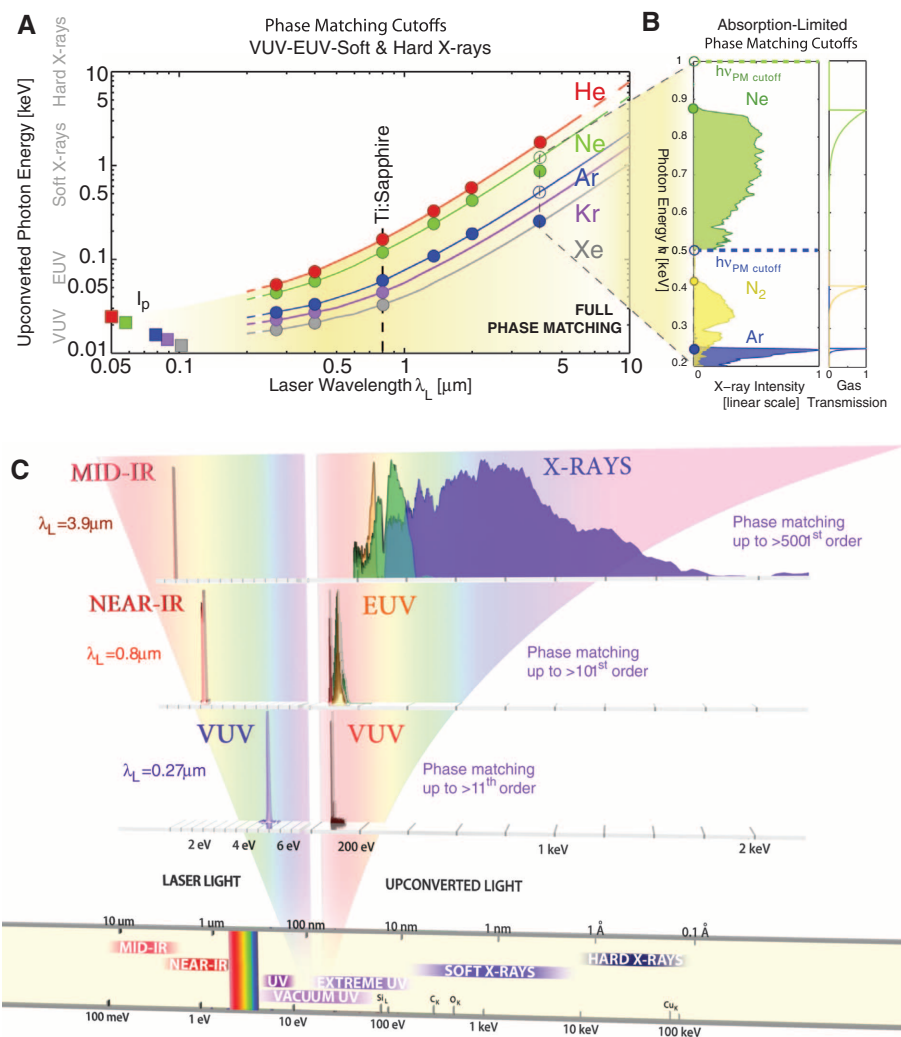 A
Phase Matching Cutoffs
VUV-EUV-Soft & Hard X-rays
Upconverted Photon Energy [keV]
VUV
EUV
Soft X-rays
Hard X-rays
10
5
1
0.5
0.1
0.05
0.01
He
Ne
Ar
Kr
Xe
Ti:Sapphire
Ip
FULL
PHASE MATCHING
0.05
0.1
0.5
1
5
10
Laser Wavelength λL [μm]
B
Absorption-Limited
Phase Matching Cutoffs
Photon Energy h [keV]
1
0.9
0.8
0.7
0.6
0.5
0.4
0.3
0.2
hνPM cutoff
Ne
hνPM cutoff
N2
Ar
0
1
0
1
X-ray Intensity
[linear scale]
Gas
Transmission
C
MID-IR
X-RAYS
λL=3.9μm
Phase matching
up to >5001st order
NEAR-IR
EUV
λL=0.8μm
Phase matching
up to >101st order
VUV
VUV
λL=0.27μm
Phase matching
up to >11th order
2 eV
4 eV
6 eV
200 eV
1 keV
2 keV
LASER LIGHT
UPCONVERTED LIGHT
10 um
1 um
100 nm
10 nm
1 nm
1 Å
0.1 Å
MID-IR
NEAR-IR
UV
EXTREME UV
VACUUM UV
SOFT X-RAYS
HARD X-RAYS
SiL
CK
OK
CuK
100 meV
1 eV
10 eV
100 eV
1 keV
10 keV
100 keV